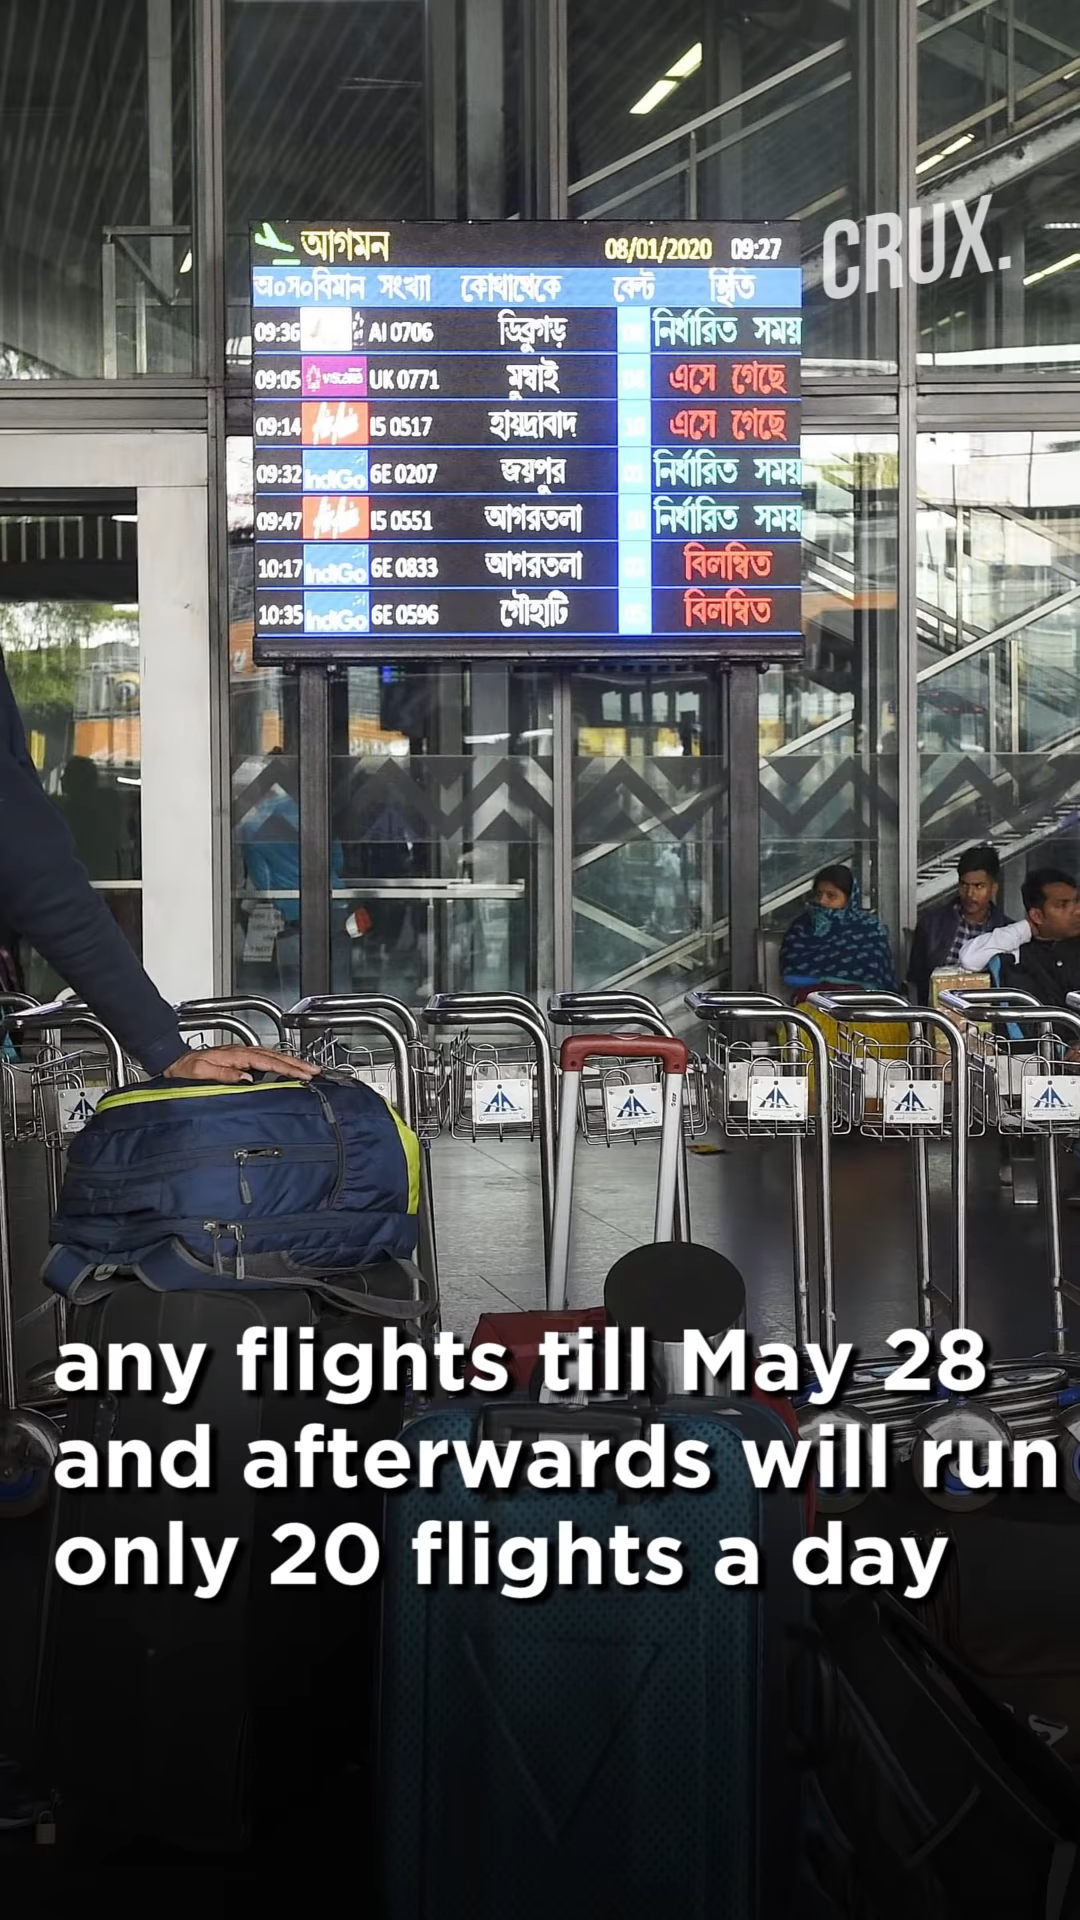 CRUX.
আগমন 08/01/2020 09:27
অ০স০বিমান সংখ্যা কোথাথেকে বেল্ট স্থিতি
09:36 AI 0706 ডিব্রুগড় নির্ধারিত সময়
09:05 vistara UK 0771 মুম্বাই এসে গেছে
09:14 AirAsia I5 0517 হায়দ্রাবাদ এসে গেছে
09:32 IndiGo 6E 0207 জয়পুর নির্ধারিত সময়
09:47 AirAsia I5 0551 আগরতলা নির্ধারিত সময়
10:17 IndiGo 6E 0833 আগরতলা বিলম্বিত
10:35 IndiGo 6E 0596 গৌহাটি বিলম্বিত
any flights till May 28
and afterwards will run
only 20 flights a day